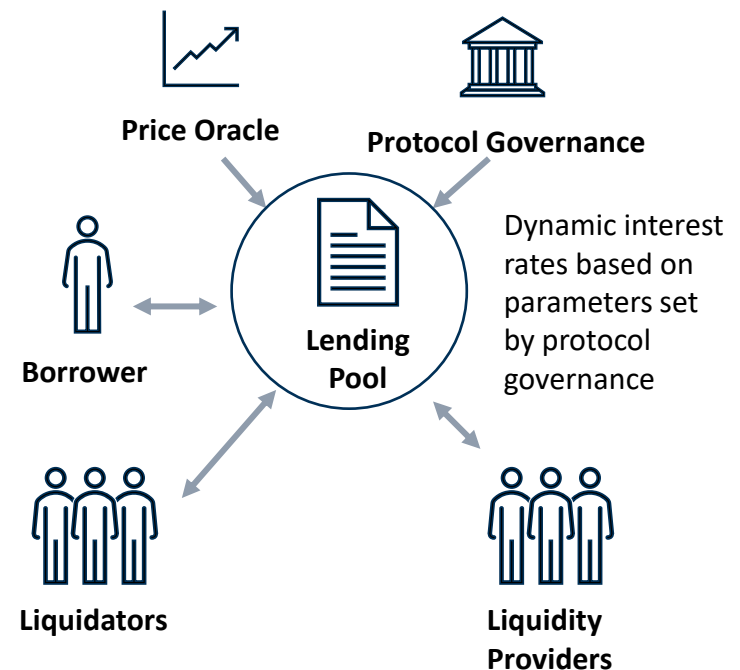 Price Oracle
Protocol Governance
Dynamic interest
rates based on
parameters set
by protocol
governance
Lending
Pool
Borrower
Liquidators
Liquidity
Providers